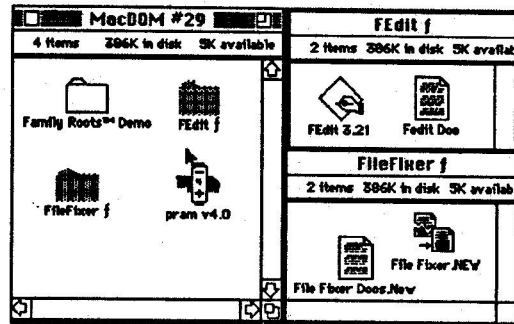 MacDOM #29
4 items 386K in disk 5K available
Family Roots™ Demo
FEdit ƒ
FileFixer ƒ
pram v4.0
FEdit ƒ
2 items 386K in disk 5K availab
FEdit 3.21
Fedit Doc
FileFixer ƒ
2 items 386K in disk 5K availab
File Fixer.NEW
File Fixer Docs.New